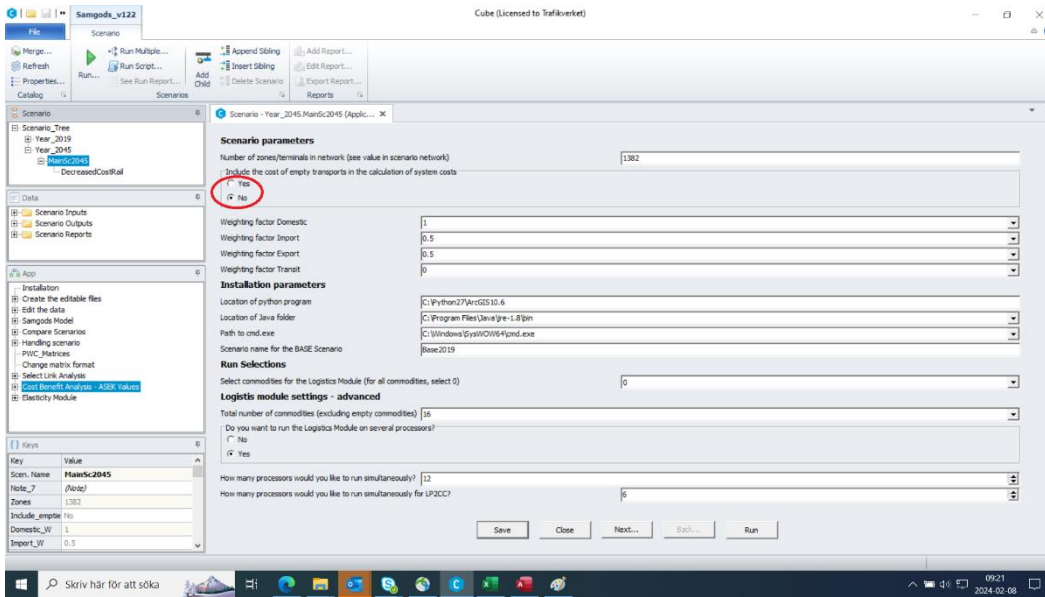 Samgods_v122
Cube (Licensed to Trafikverket)
File
Scenario
Merge...
Refresh
Properties...
Catalog
Run...
Run Multiple...
Run Script...
See Run Report...
Scenarios
Add Child
Append Sibling
Insert Sibling
Delete Scenario
Add Report...
Edit Report...
Export Report...
Reports
Scenario
Scenario_Tree
Year_2019
Year_2045
MainSc2045
DecreasedCostRail
Data
Scenario Inputs
Scenario Outputs
Scenario Reports
App
Installation
Create the editable files
Edit the data
Samgods Model
Compare Scenarios
Handling scenario
PWC_Matrices
Change matrix format
Select Link Analysis
Cost Benefit Analysis - ASEK Values
Elasticity Module
Keys
Key Value
Scen. Name MainSc2045
Note_7 (Note)
Zones 1382
Include_emptie No
Domestic_W 1
Import_W 0.5
Scenario - Year_2045.MainSc2045 (Applic...
Scenario parameters
Number of zones/terminals in network (see value in scenario network) 1382
Include the cost of empty transports in the calculation of system costs
Yes
No
Weighting factor Domestic 1
Weighting factor Import 0.5
Weighting factor Export 0.5
Weighting factor Transit 0
Installation parameters
Location of python program C:\Python27\ArcGIS10.6
Location of Java folder C:\Program Files\Java\jre-1.8\bin
Path to cmd.exe C:\Windows\SysWOW64\cmd.exe
Scenario name for the BASE Scenario Base2019
Run Selections
Select commodities for the Logistics Module (for all commodities, select 0) 0
Logistis module settings - advanced
Total number of commodities (excluding empty commodities) 16
Do you want to run the Logistics Module on several processors?
No
Yes
How many processors would you like to run simultaneously? 12
How many processors would you like to run simultaneously for LP2CC? 6
Save Close Next... Back... Run
Skriv här för att söka
09:21
2024-02-08